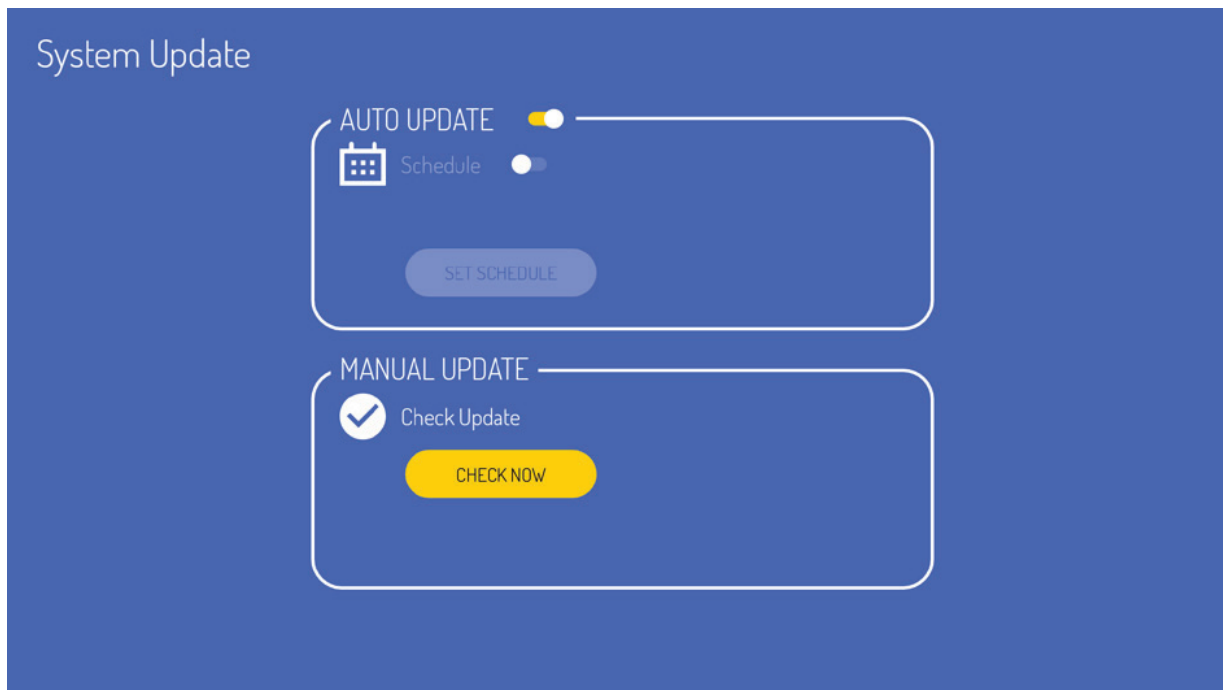 System Update
AUTO UPDATE
Schedule
SET SCHEDULE
MANUAL UPDATE
Check Update
CHECK NOW